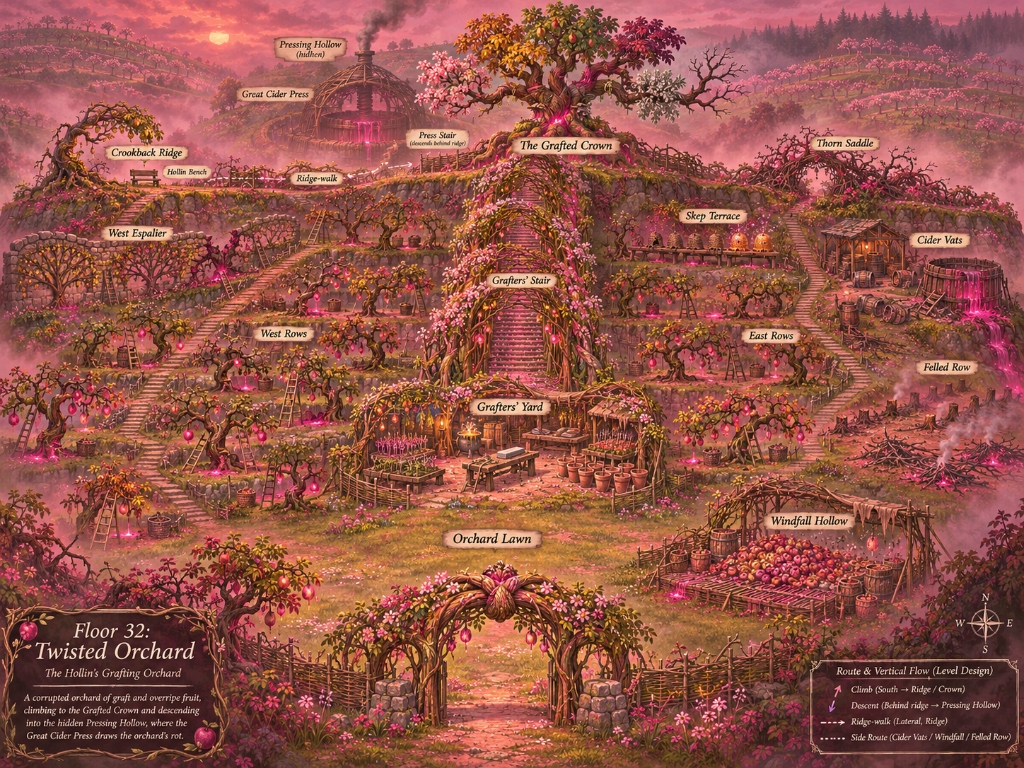 Pressing Hollow
(hidhen)
Great Cider Press
Press Stair
(descends behind ridge)
The Grafted Crown
Crookback Ridge
Hollin Bench
Ridge-walk
Thorn Saddle
West Espalier
Skep Terrace
Cider Vats
Grafters' Stair
West Rows
East Rows
Felled Row
Grafters' Yard
Windfall Hollow
Orchard Lawn
Floor 32:
Twisted Orchard
The Hollin's Grafting Orchard
A corrupted orchard of graft and overripe fruit,
climbing to the Grafted Crown and descending
into the hidden Pressing Hollow, where the
Great Cider Press draws the orchard's rot.
N
W E
S
Route & Vertical Flow (Level Design)
Climb (South → Ridge / Crown)
Descent (Behind ridge → Pressing Hollow)
Ridge-walk (Lateral, Ridge)
Side Route (Cider Vats / Windfall / Felled Row)